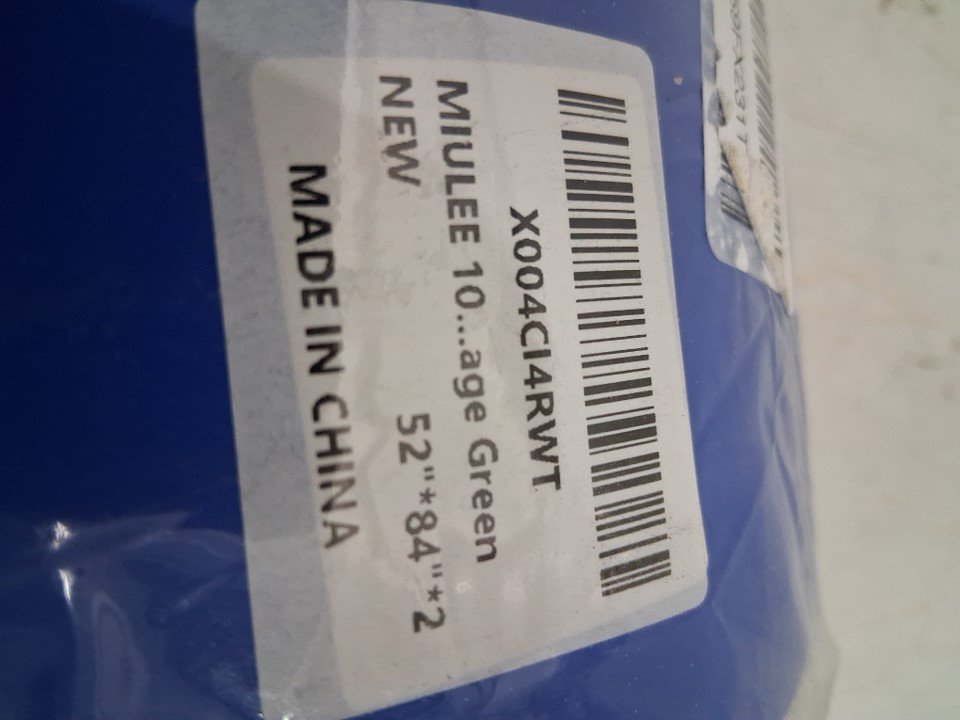 X004CI4RWT
MIULEE 10...age Green
NEW 52"*84"*2
MADE IN CHINA